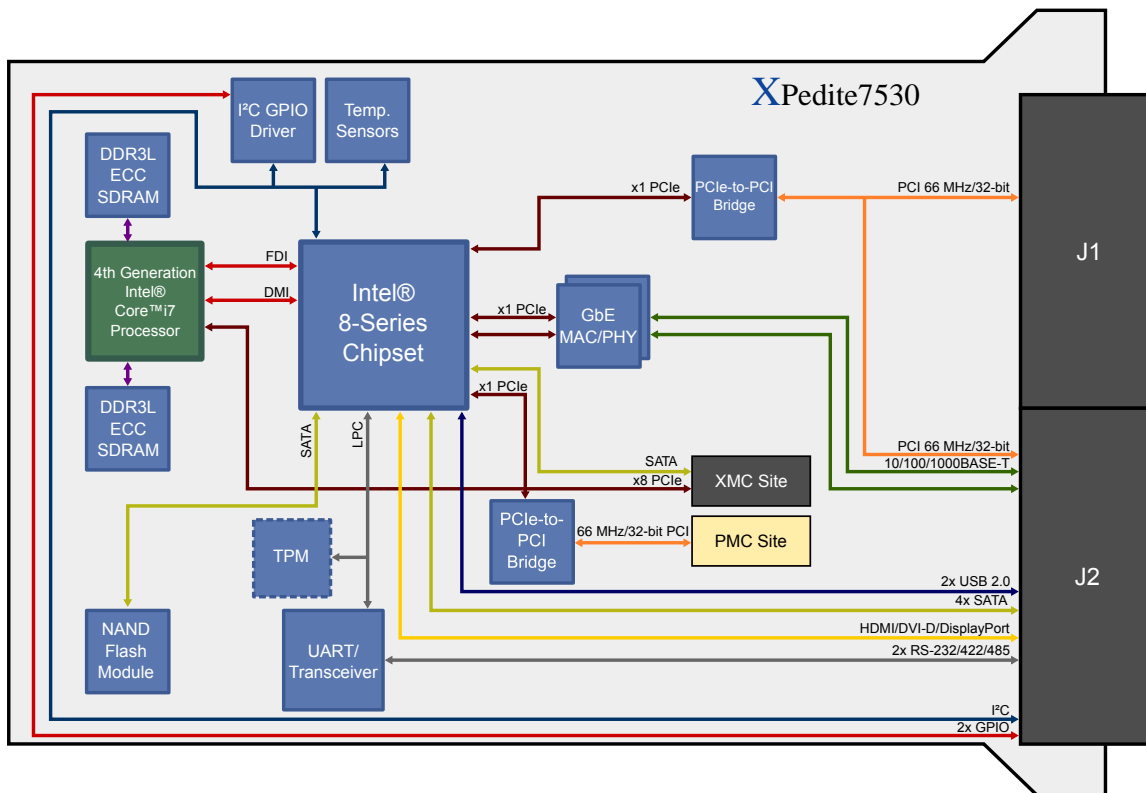 XPedite7530
I²C GPIO
Driver
Temp.
Sensors
DDR3L
ECC
SDRAM
x1 PCIe
PCIe-to-PCI
Bridge
PCI 66 MHz/32-bit
J1
4th Generation
Intel®
Core™i7
Processor
FDI
DMI
Intel®
8-Series
Chipset
x1 PCIe
GbE
MAC/PHY
x1 PCIe
DDR3L
ECC
SDRAM
SATA
LPC
PCI 66 MHz/32-bit
10/100/1000BASE-T
SATA
x8 PCIe
XMC Site
PCIe-to-
PCI
Bridge
66 MHz/32-bit PCI
PMC Site
TPM
J2
2x USB 2.0
4x SATA
NAND
Flash
Module
UART/
Transceiver
HDMI/DVI-D/DisplayPort
2x RS-232/422/485
I²C
2x GPIO